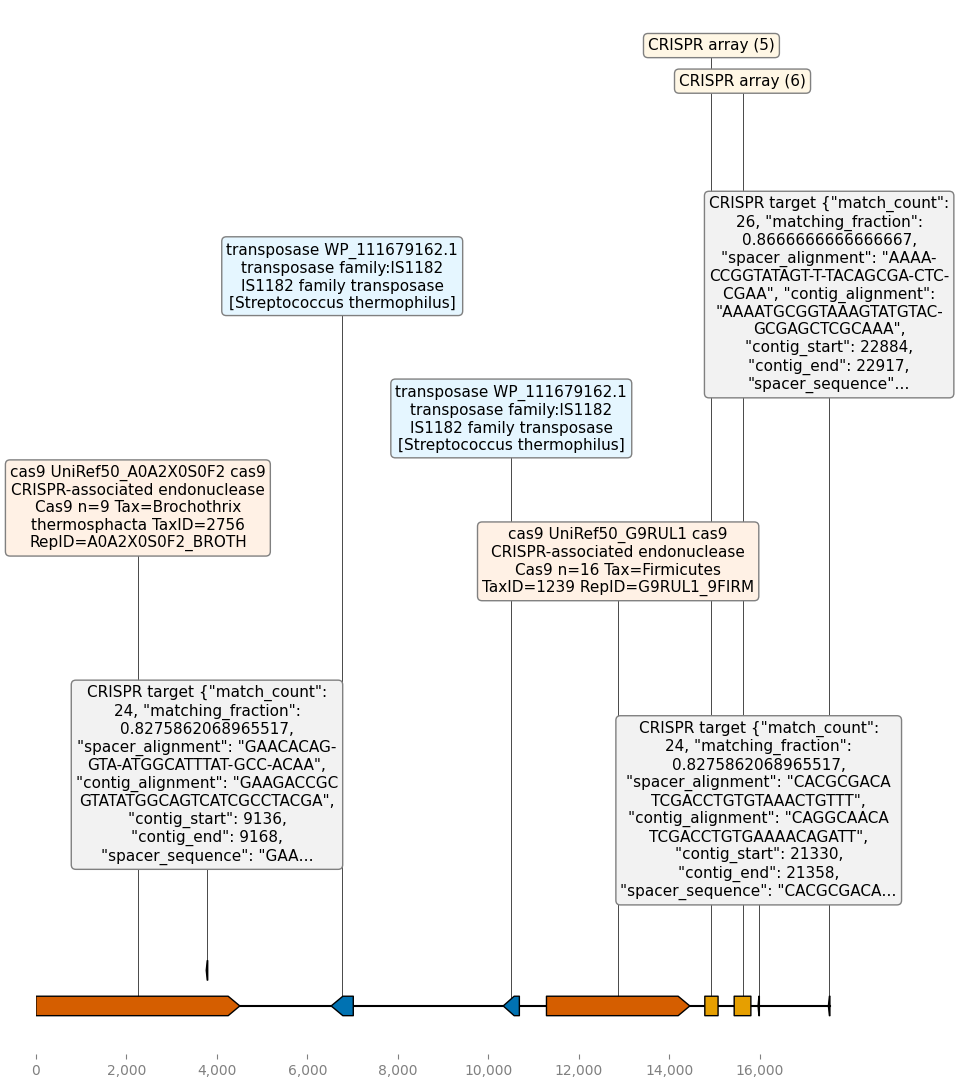 CRISPR array (5)
CRISPR array (6)
CRISPR target {"match_count":
26, "matching_fraction":
0.8666666666666667,
"spacer_alignment": "AAAA-
CCGGTATAGT-T-TACAGCGA-CTC-
CGAA", "contig_alignment":
"AAAATGCGGTAAAGTATGTAC-
GCGAGCTCGCAAA",
"contig_start": 22884,
"contig_end": 22917,
"spacer_sequence"...
transposase WP_111679162.1
transposase family:IS1182
IS1182 family transposase
[Streptococcus thermophilus]
transposase WP_111679162.1
transposase family:IS1182
IS1182 family transposase
[Streptococcus thermophilus]
cas9 UniRef50_A0A2X0S0F2 cas9
CRISPR-associated endonuclease
Cas9 n=9 Tax=Brochothrix
thermosphacta TaxID=2756
RepID=A0A2X0S0F2_BROTH
cas9 UniRef50_G9RUL1 cas9
CRISPR-associated endonuclease
Cas9 n=16 Tax=Firmicutes
TaxID=1239 RepID=G9RUL1_9FIRM
CRISPR target {"match_count":
24, "matching_fraction":
0.8275862068965517,
"spacer_alignment": "GAACACAG-
GTA-ATGGCATTTAT-GCC-ACAA",
"contig_alignment": "GAAGACCGC
GTATATGGCAGTCATCGCCTACGA",
"contig_start": 9136,
"contig_end": 9168,
"spacer_sequence": "GAA...
CRISPR target {"match_count":
24, "matching_fraction":
0.8275862068965517,
"spacer_alignment": "CACGCGACA
TCGACCTGTGTAAACTGTTT",
"contig_alignment": "CAGGCAACA
TCGACCTGTGAAAACAGATT",
"contig_start": 21330,
"contig_end": 21358,
"spacer_sequence": "CACGCGACA...
0 2,000 4,000 6,000 8,000 10,000 12,000 14,000 16,000